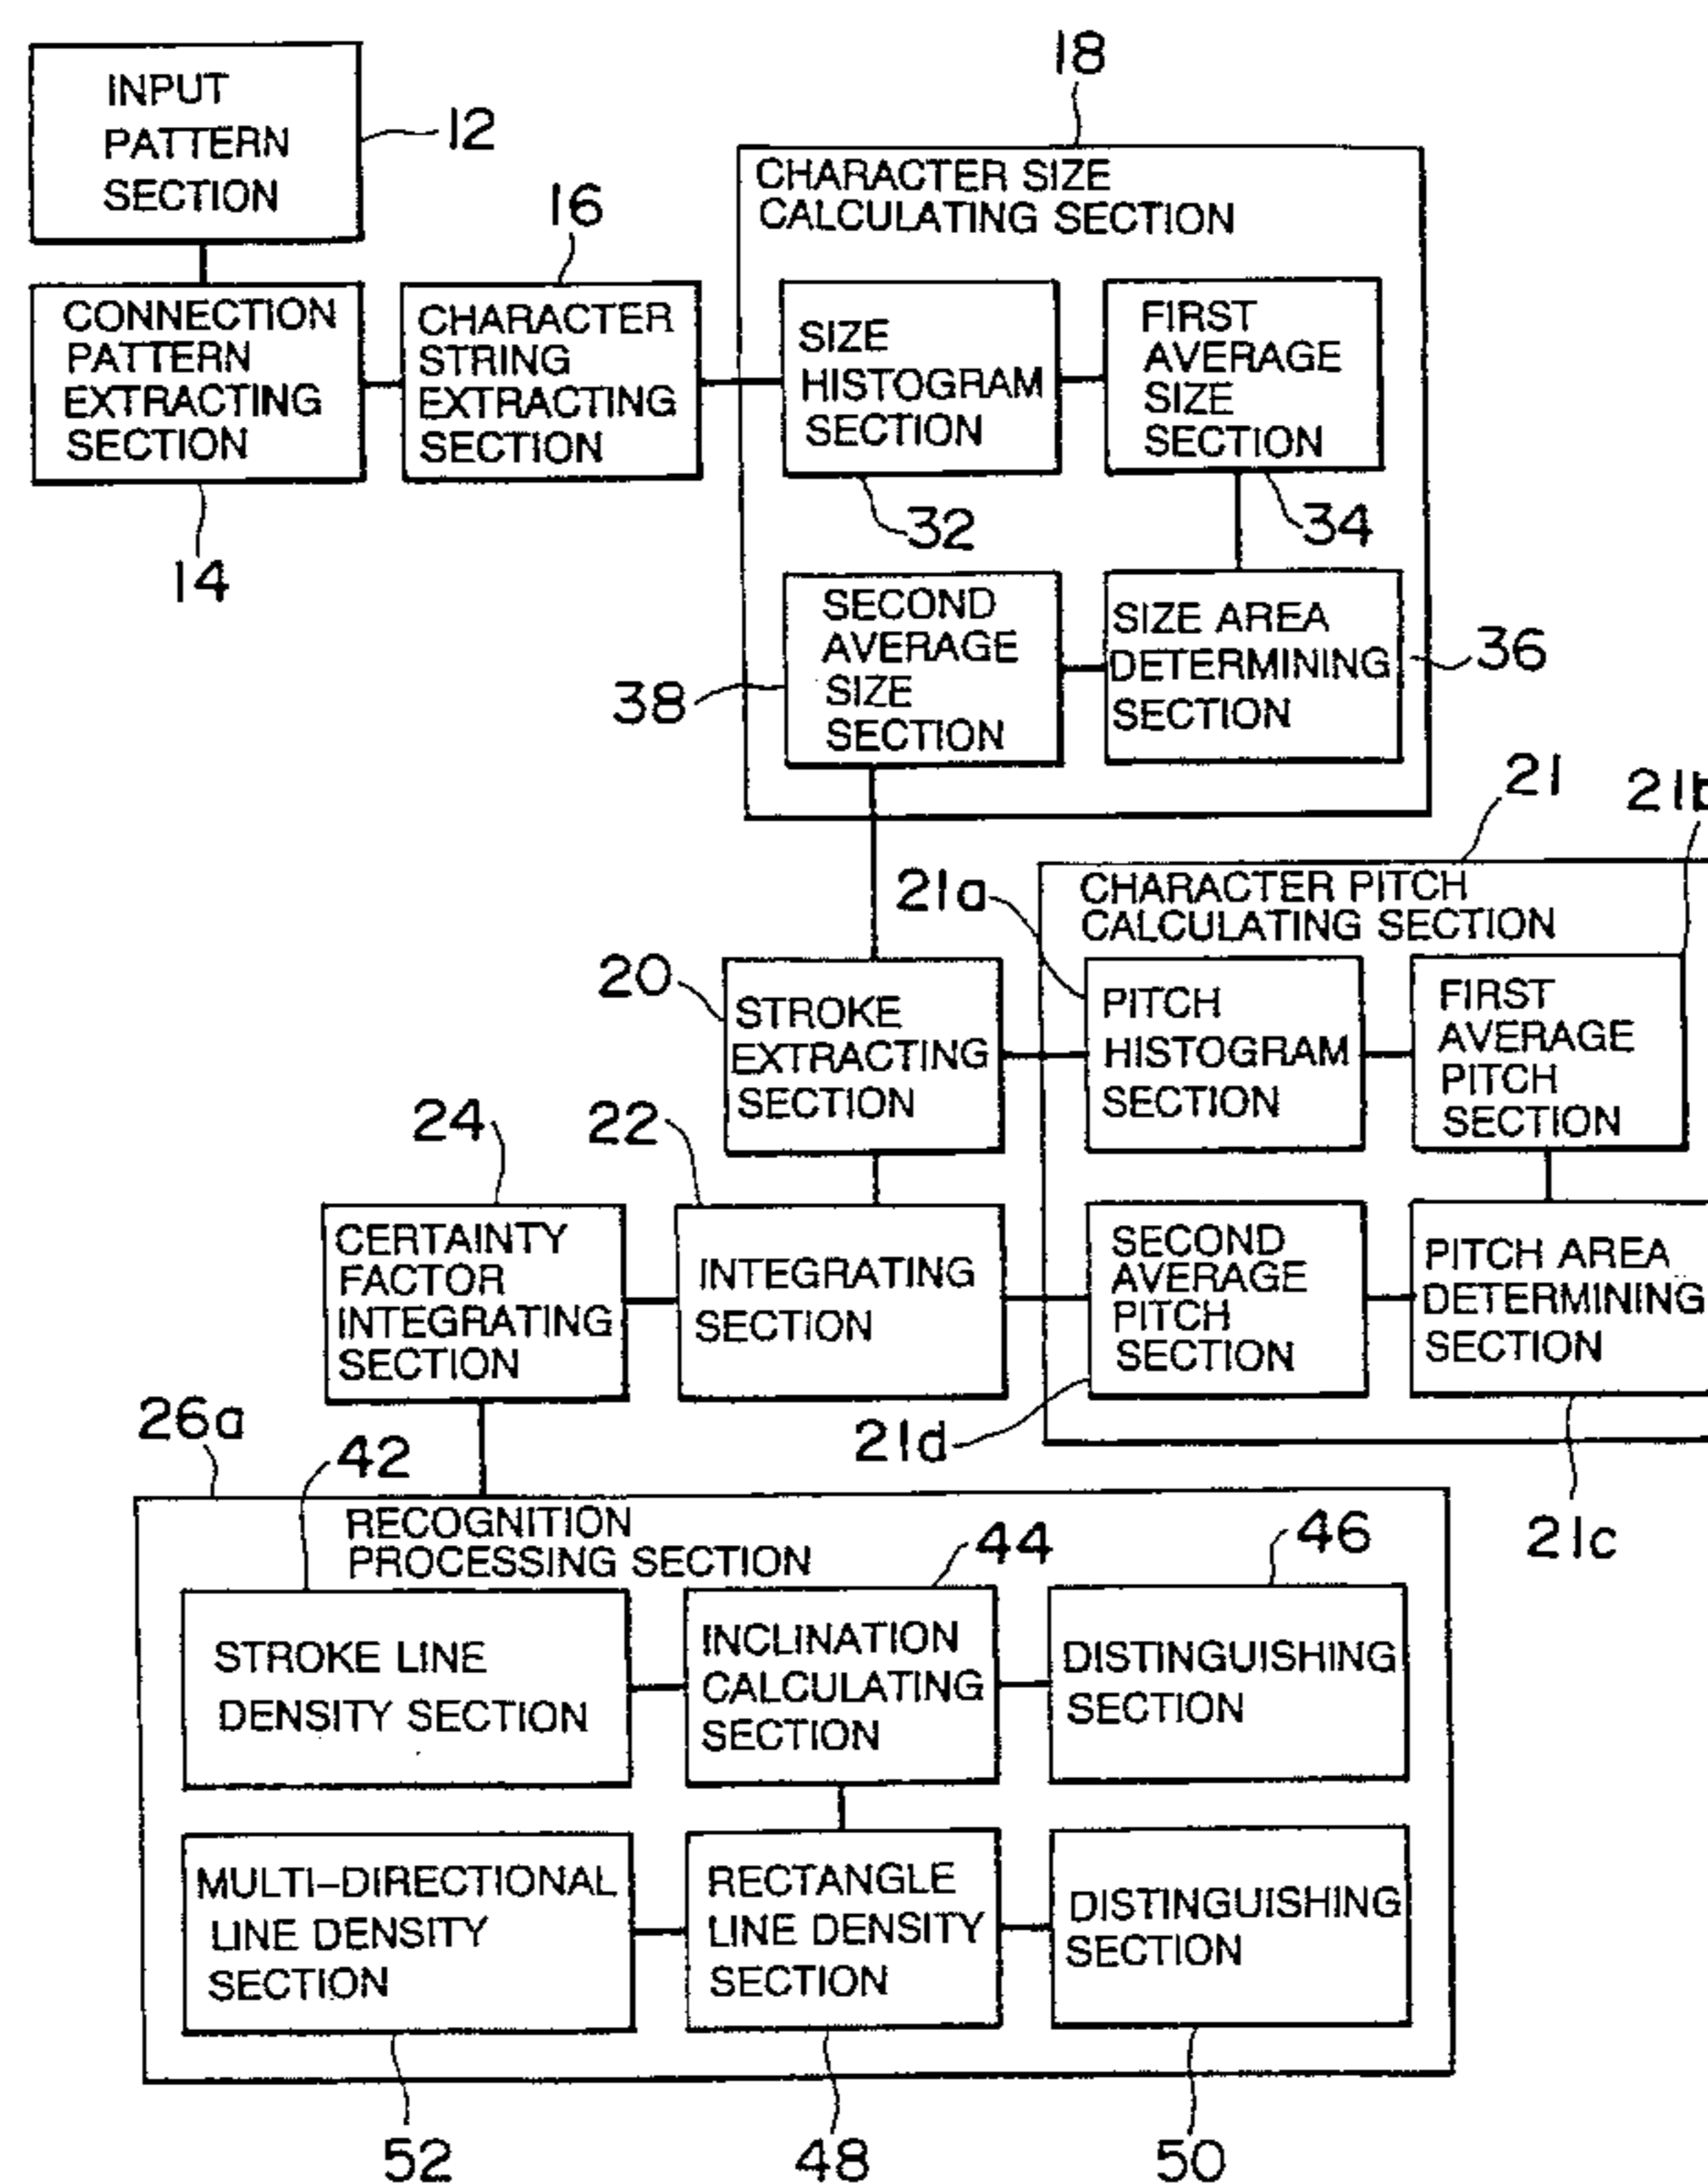 INPUT
PATTERN
SECTION
12
18
16
CHARACTER SIZE
CALCULATING SECTION
CONNECTION
PATTERN
EXTRACTING
SECTION
14
CHARACTER
STRING
EXTRACTING
SECTION
SIZE
HISTOGRAM
SECTION
32
FIRST
AVERAGE
SIZE
SECTION
34
SECOND
AVERAGE
SIZE
SECTION
38
SIZE AREA
DETERMINING
SECTION
36
21
21b
21a
CHARACTER PITCH
CALCULATING SECTION
20
STROKE
EXTRACTING
SECTION
PITCH
HISTOGRAM
SECTION
FIRST
AVERAGE
PITCH
SECTION
24
22
CERTAINTY
FACTOR
INTEGRATING
SECTION
INTEGRATING
SECTION
SECOND
AVERAGE
PITCH
SECTION
21d
PITCH AREA
DETERMINING
SECTION
21c
26a
42
RECOGNITION
PROCESSING SECTION
44
46
STROKE LINE
DENSITY SECTION
INCLINATION
CALCULATING
SECTION
DISTINGUISHING
SECTION
MULTI-DIRECTIONAL
LINE DENSITY
SECTION
RECTANGLE
LINE DENSITY
SECTION
DISTINGUISHING
SECTION
52
48
50